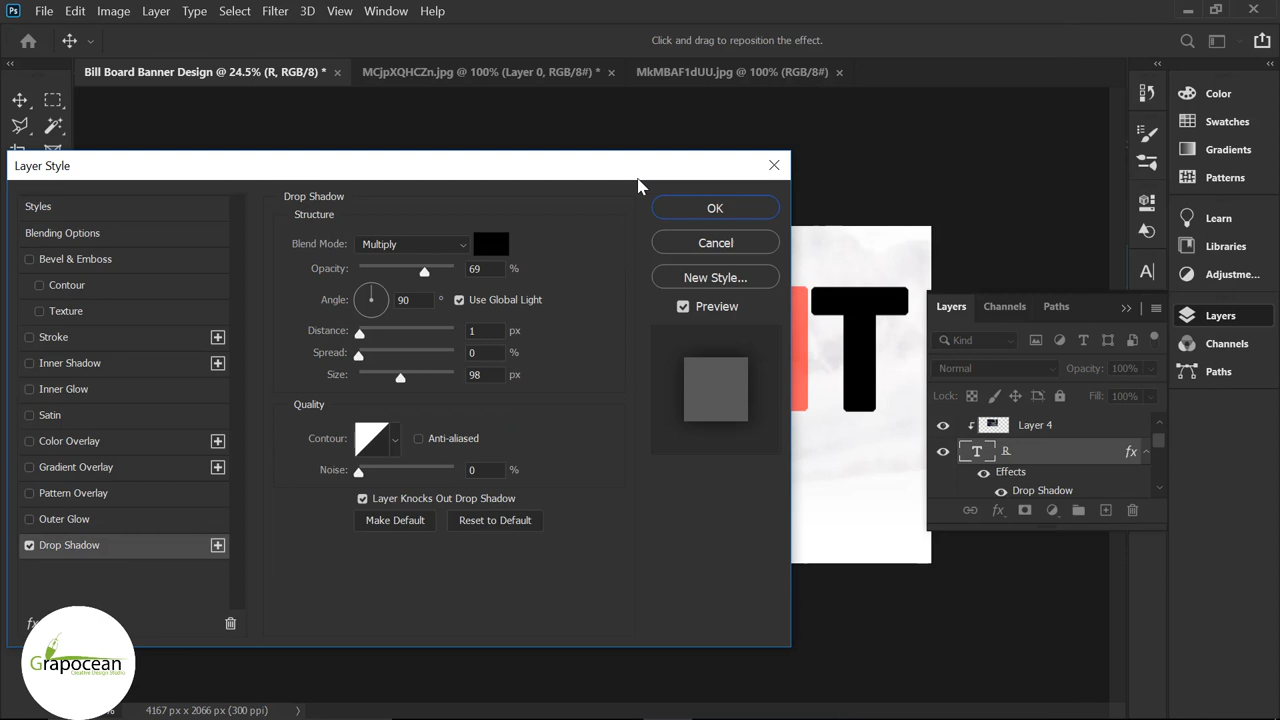 Ps File Edit Image Layer Type Select Filter 3D View Window Help
Click and drag to reposition the effect.
Bill Board Banner Design @ 24.5% (R, RGB/8) * MCjpXQHCZn.jpg @ 100% (Layer 0, RGB/8#) * MkMBAF1dUU.jpg @ 100% (RGB/8#)
Layer Style
Styles
Blending Options
Bevel & Emboss
Contour
Texture
Stroke
Inner Shadow
Inner Glow
Satin
Color Overlay
Gradient Overlay
Pattern Overlay
Outer Glow
Drop Shadow
fx
Drop Shadow
Structure
Blend Mode: Multiply
Opacity: 69 %
Angle: 90 ° Use Global Light
Distance: 1 px
Spread: 0 %
Size: 98 px
Quality
Contour: Anti-aliased
Noise: 0 %
Layer Knocks Out Drop Shadow
Make Default Reset to Default
OK
Cancel
New Style...
Preview
T
Layers Channels Paths
Kind
Normal Opacity: 100%
Lock: Fill: 100%
Layer 4
T R fx
Effects
Drop Shadow
fx
Color
Swatches
Gradients
Patterns
Learn
Libraries
Adjustme...
Layers
Channels
Paths
Grapocean
Creative Design Studio
4167 px x 2066 px (300 ppi)